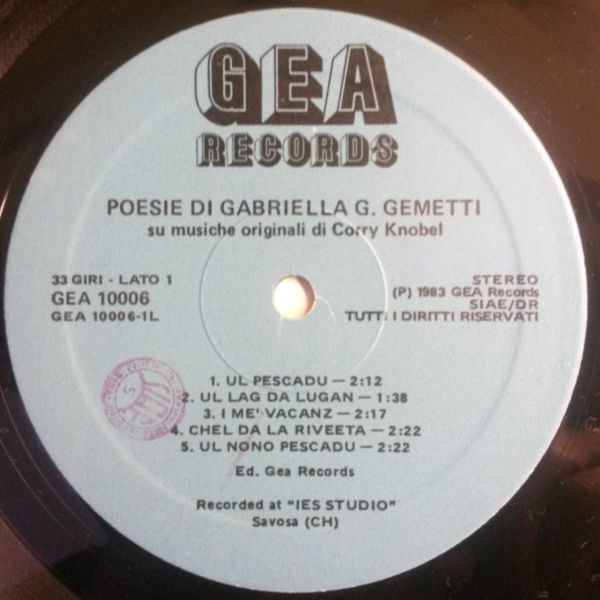 GEA
RECORDS
POESIE DI GABRIELLA G. GEMETTI
su musiche originali di Corry Knobel
33 GIRI - LATO 1
GEA 10006
GEA 10006-1L
STEREO
(P) 1983 GEA Records
SIAE/DR
TUTTI I DIRITTI RISERVATI
1. UL PESCADU — 2:12
2. UL LAG DA LUGAN — 1:38
3. I ME' VACANZ — 2:17
4. CHEL DA LA RIVEETA — 2:22
5. UL NONO PESCADU — 2:22
Ed. Gea Records
Recorded at "IES STUDIO"
Savosa (CH)